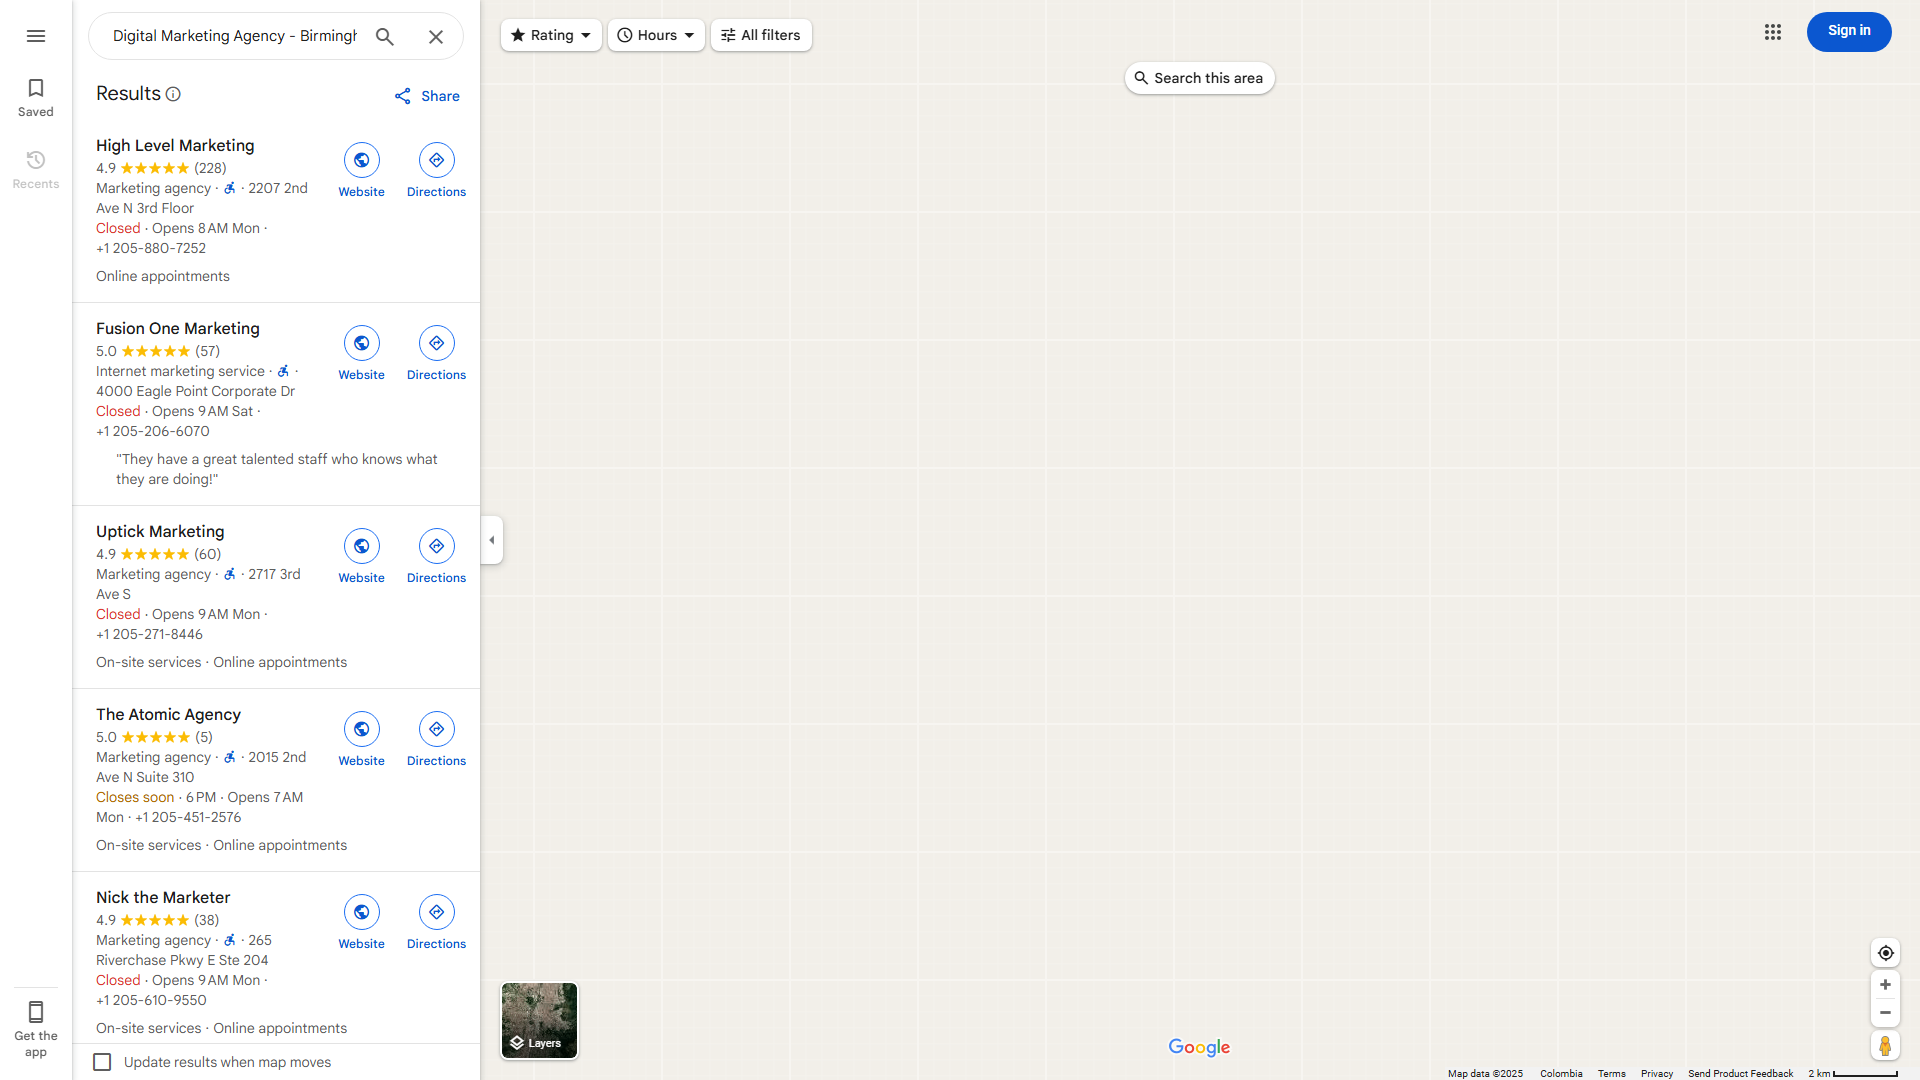 Digital Marketing Agency - Birmingh
Rating
Hours
All filters
Sign in
Search this area
Saved
Recents
Get the
app
Results
Share
High Level Marketing
4.9 (228)
Marketing agency · · 2207 2nd
Ave N 3rd Floor
Closed · Opens 8 AM Mon ·
+1 205-880-7252
Online appointments
Website
Directions
Fusion One Marketing
5.0 (57)
Internet marketing service · ·
4000 Eagle Point Corporate Dr
Closed · Opens 9 AM Sat ·
+1 205-206-6070
"They have a great talented staff who knows what
they are doing!"
Website
Directions
Uptick Marketing
4.9 (60)
Marketing agency · · 2717 3rd
Ave S
Closed · Opens 9 AM Mon ·
+1 205-271-8446
On-site services · Online appointments
Website
Directions
The Atomic Agency
5.0 (5)
Marketing agency · · 2015 2nd
Ave N Suite 310
Closes soon · 6 PM · Opens 7 AM
Mon · +1 205-451-2576
On-site services · Online appointments
Website
Directions
Nick the Marketer
4.9 (38)
Marketing agency · · 265
Riverchase Pkwy E Ste 204
Closed · Opens 9 AM Mon ·
+1 205-610-9550
On-site services · Online appointments
Website
Directions
Update results when map moves
Layers
Google
Map data ©2025 Colombia Terms Privacy Send Product Feedback 2 km